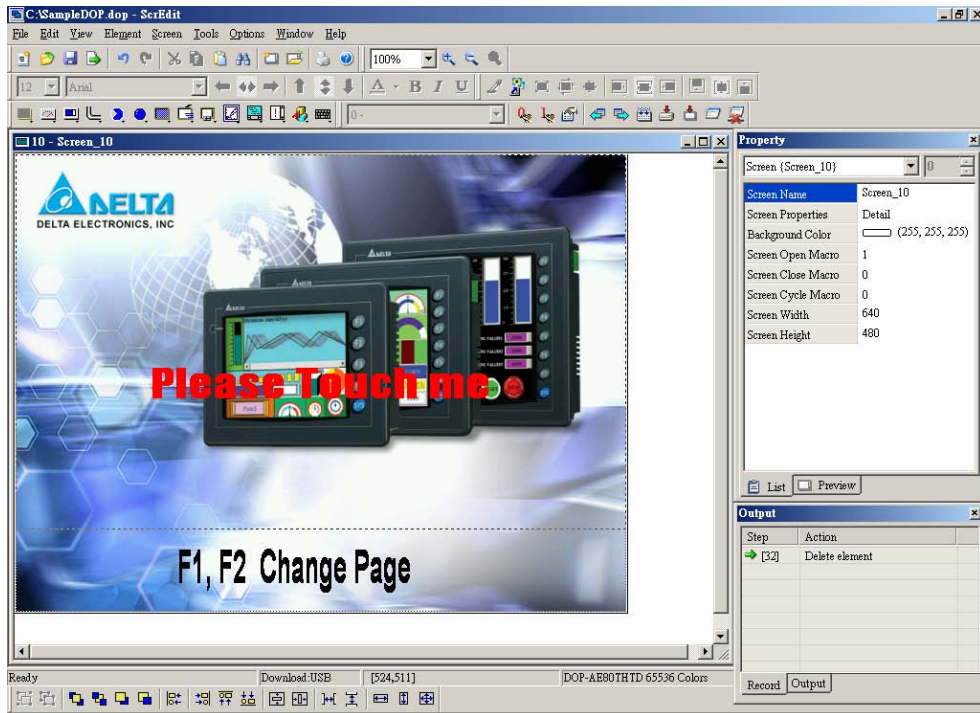 C:\SampleDOP.dop - ScrEdit
File Edit View Element Screen Tools Options Window Help
100%
12 Arial
A B I U
0 -
10 - Screen_10
DELTA
DELTA ELECTRONICS, INC
Please Touch me
F1, F2 Change Page
Property
Screen {Screen_10}
0
Screen Name Screen_10
Screen Properties Detail
Background Color (255, 255, 255)
Screen Open Macro 1
Screen Close Macro 0
Screen Cycle Macro 0
Screen Width 640
Screen Height 480
List Preview
Output
Step Action
[32] Delete element
Record Output
Ready Download:USB [524,511] DOP-AE80THTD 65536 Colors